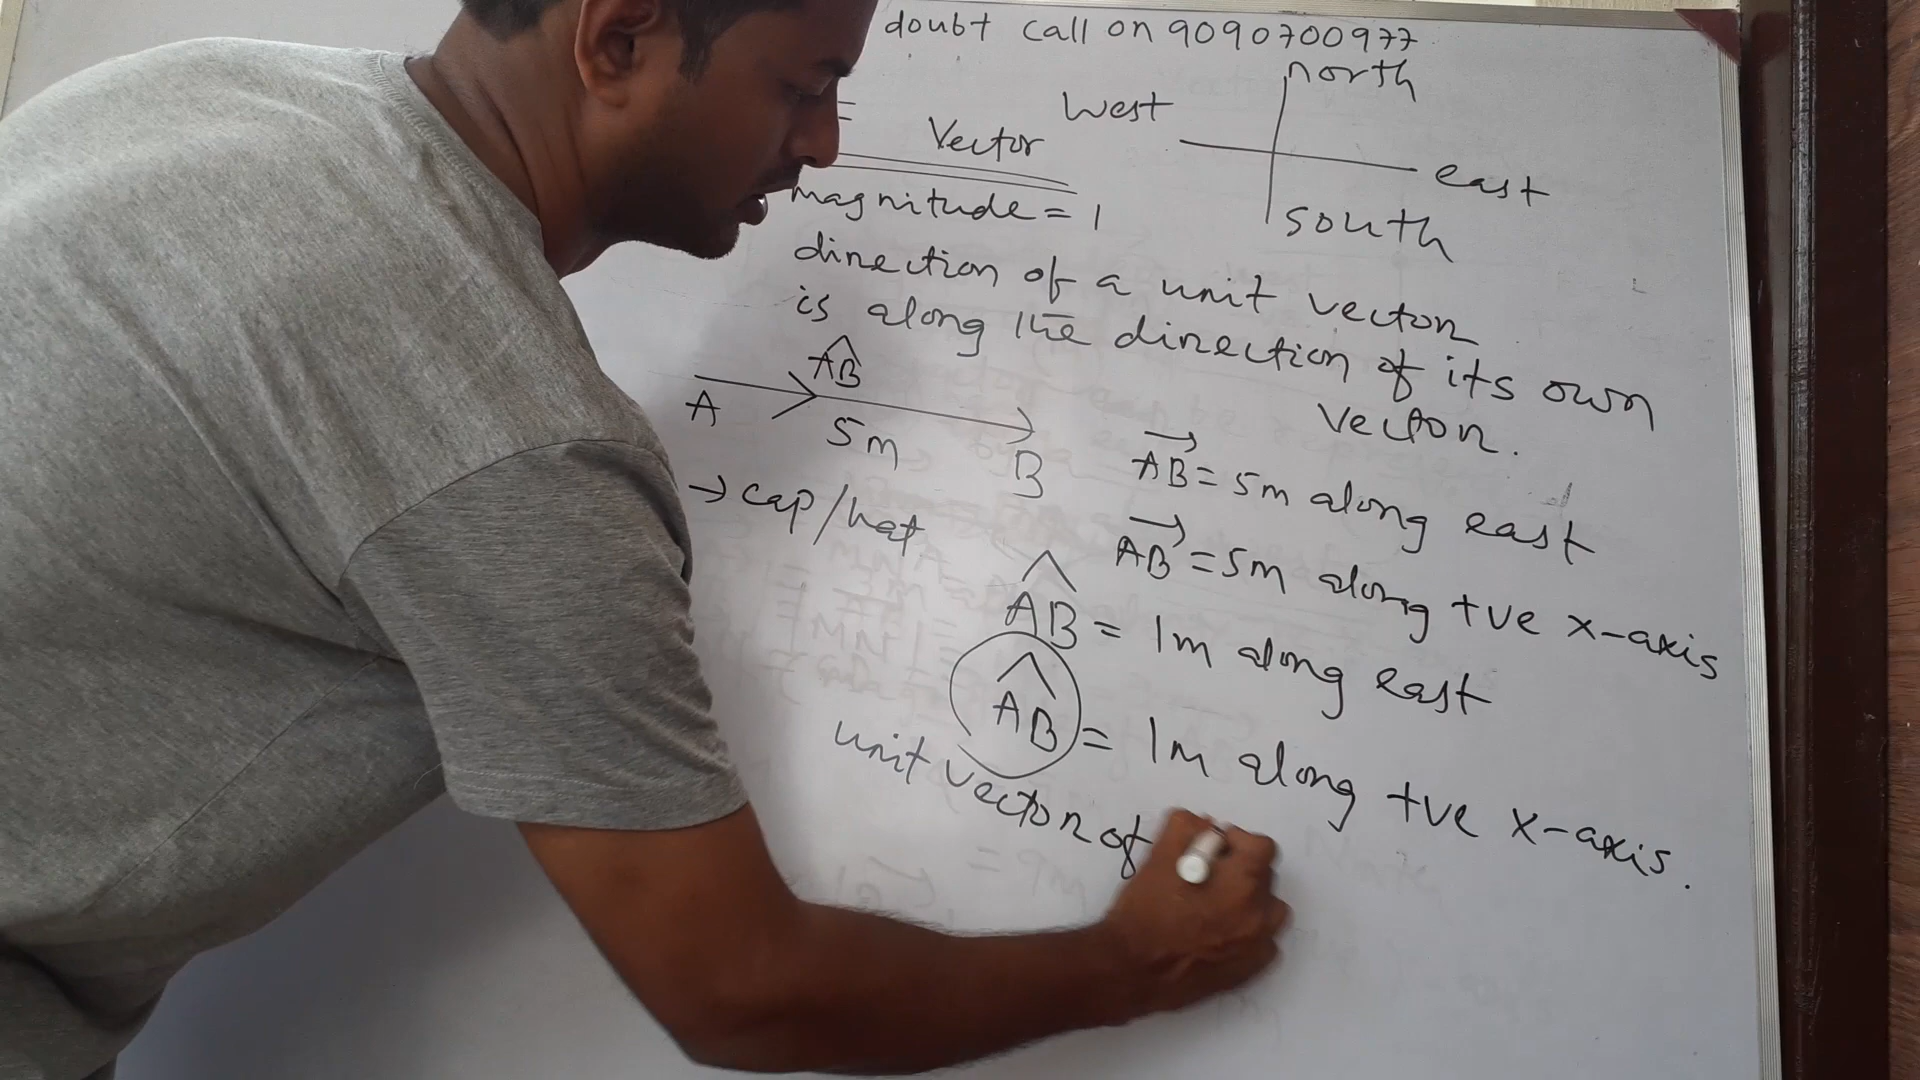 doubt call on 9090700977
north
West
= Vector
east
magnitude = 1
south
direction of a unit vector
is along the direction of its own
vector.
AB
A
5m
B
AB = 5m along east
→ cap/hat
AB = 5m along +ve x-axis
AB = 1m along east
AB = 1m along +ve x-axis.
unit vector of